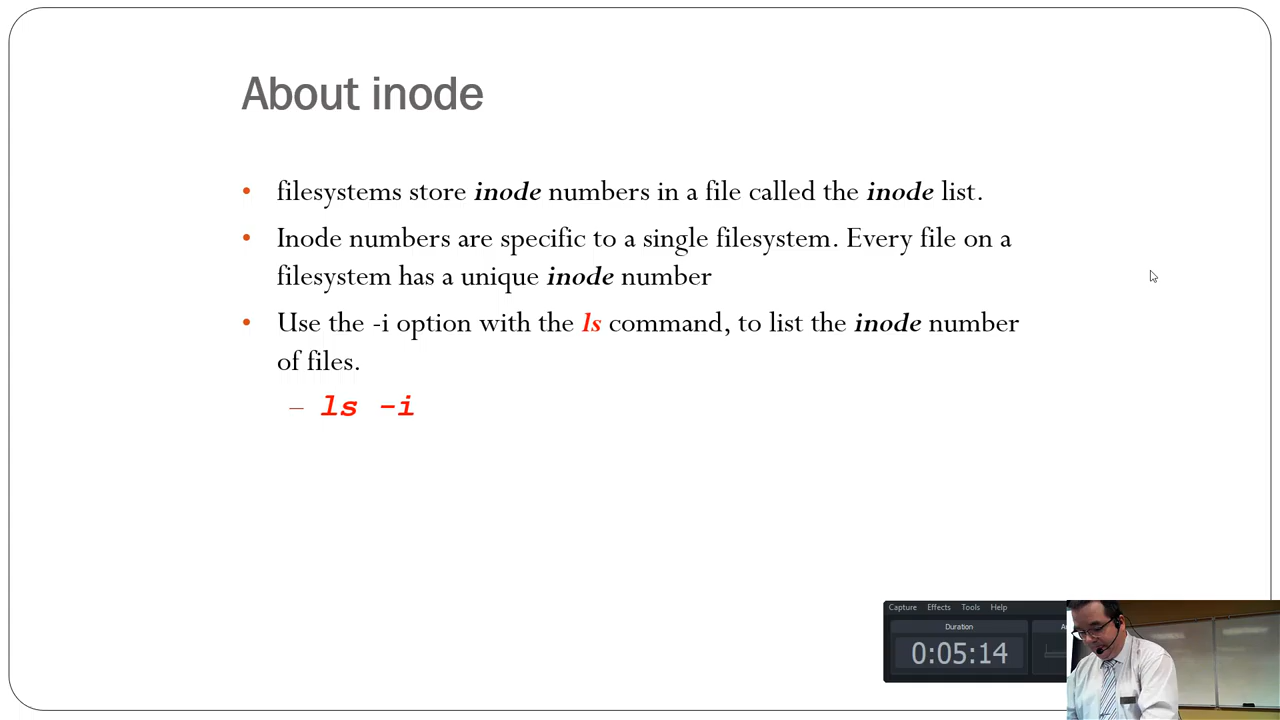 About inode
• filesystems store inode numbers in a file called the inode list.
• Inode numbers are specific to a single filesystem. Every file on a
filesystem has a unique inode number
• Use the -i option with the ls command, to list the inode number
of files.
– ls -i
Capture Effects Tools Help
Duration
0:05:14